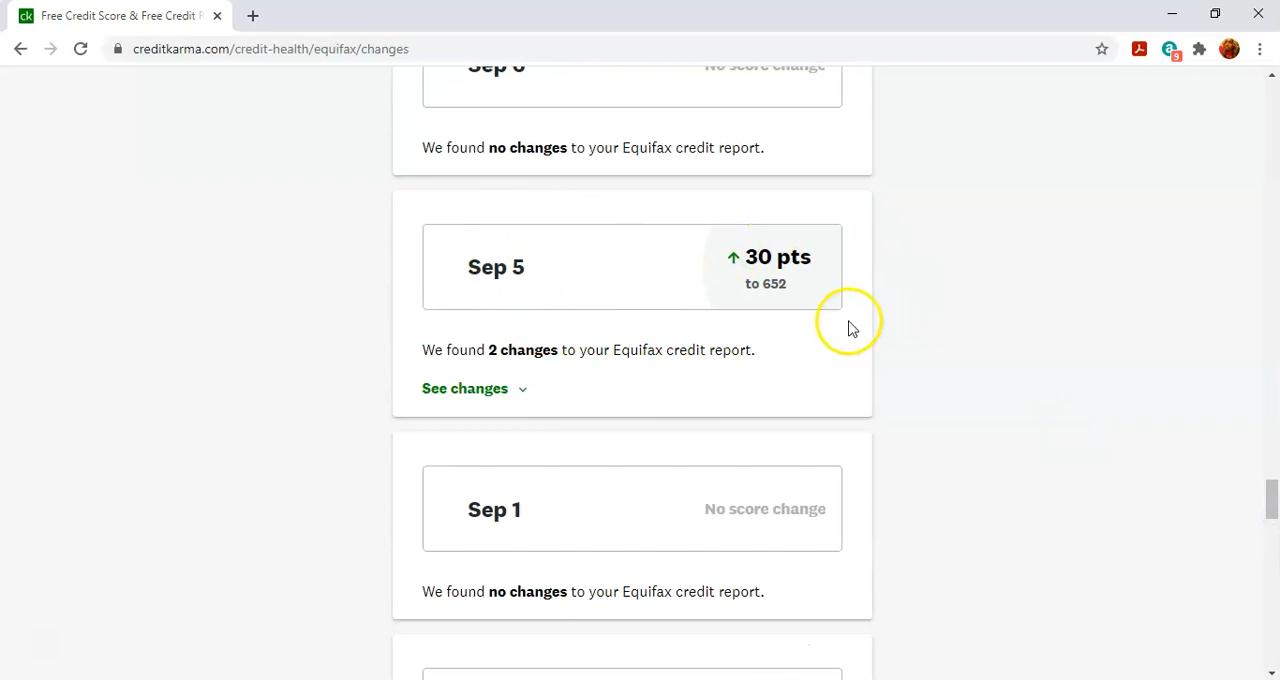 ck Free Credit Score & Free Credit R
creditkarma.com/credit-health/equifax/changes
9
No score change
We found no changes to your Equifax credit report.
Sep 5
30 pts
to 652
We found 2 changes to your Equifax credit report.
See changes
Sep 1
No score change
We found no changes to your Equifax credit report.